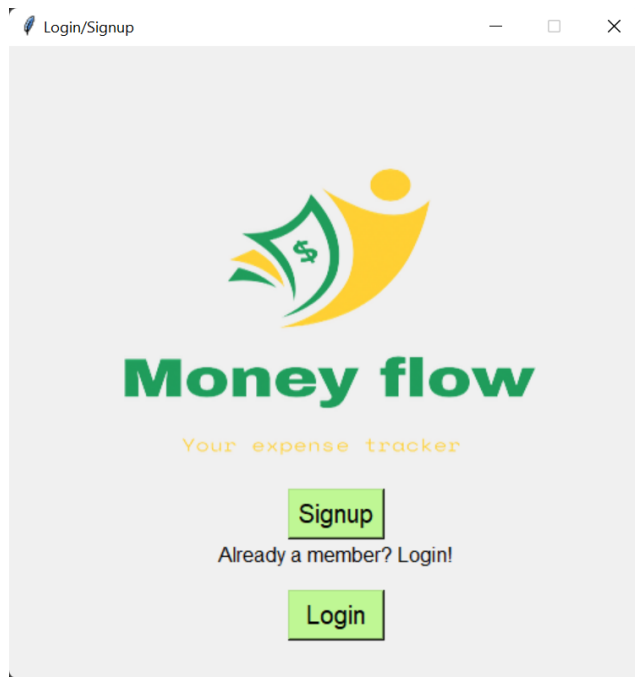 Login/Signup
$
Money flow
Your expense tracker
Signup
Already a member? Login!
Login